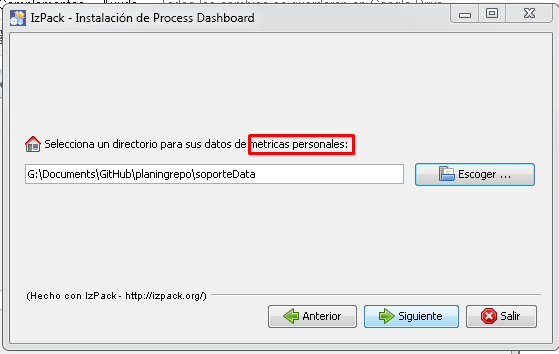 IzPack - Instalación de Process Dashboard
Selecciona un directorio para sus datos de metricas personales:
G:\Documents\GitHub\planingrepo\soporteData
Escoger ...
(Hecho con IzPack - http://izpack.org/)
Anterior
Siguiente
Salir